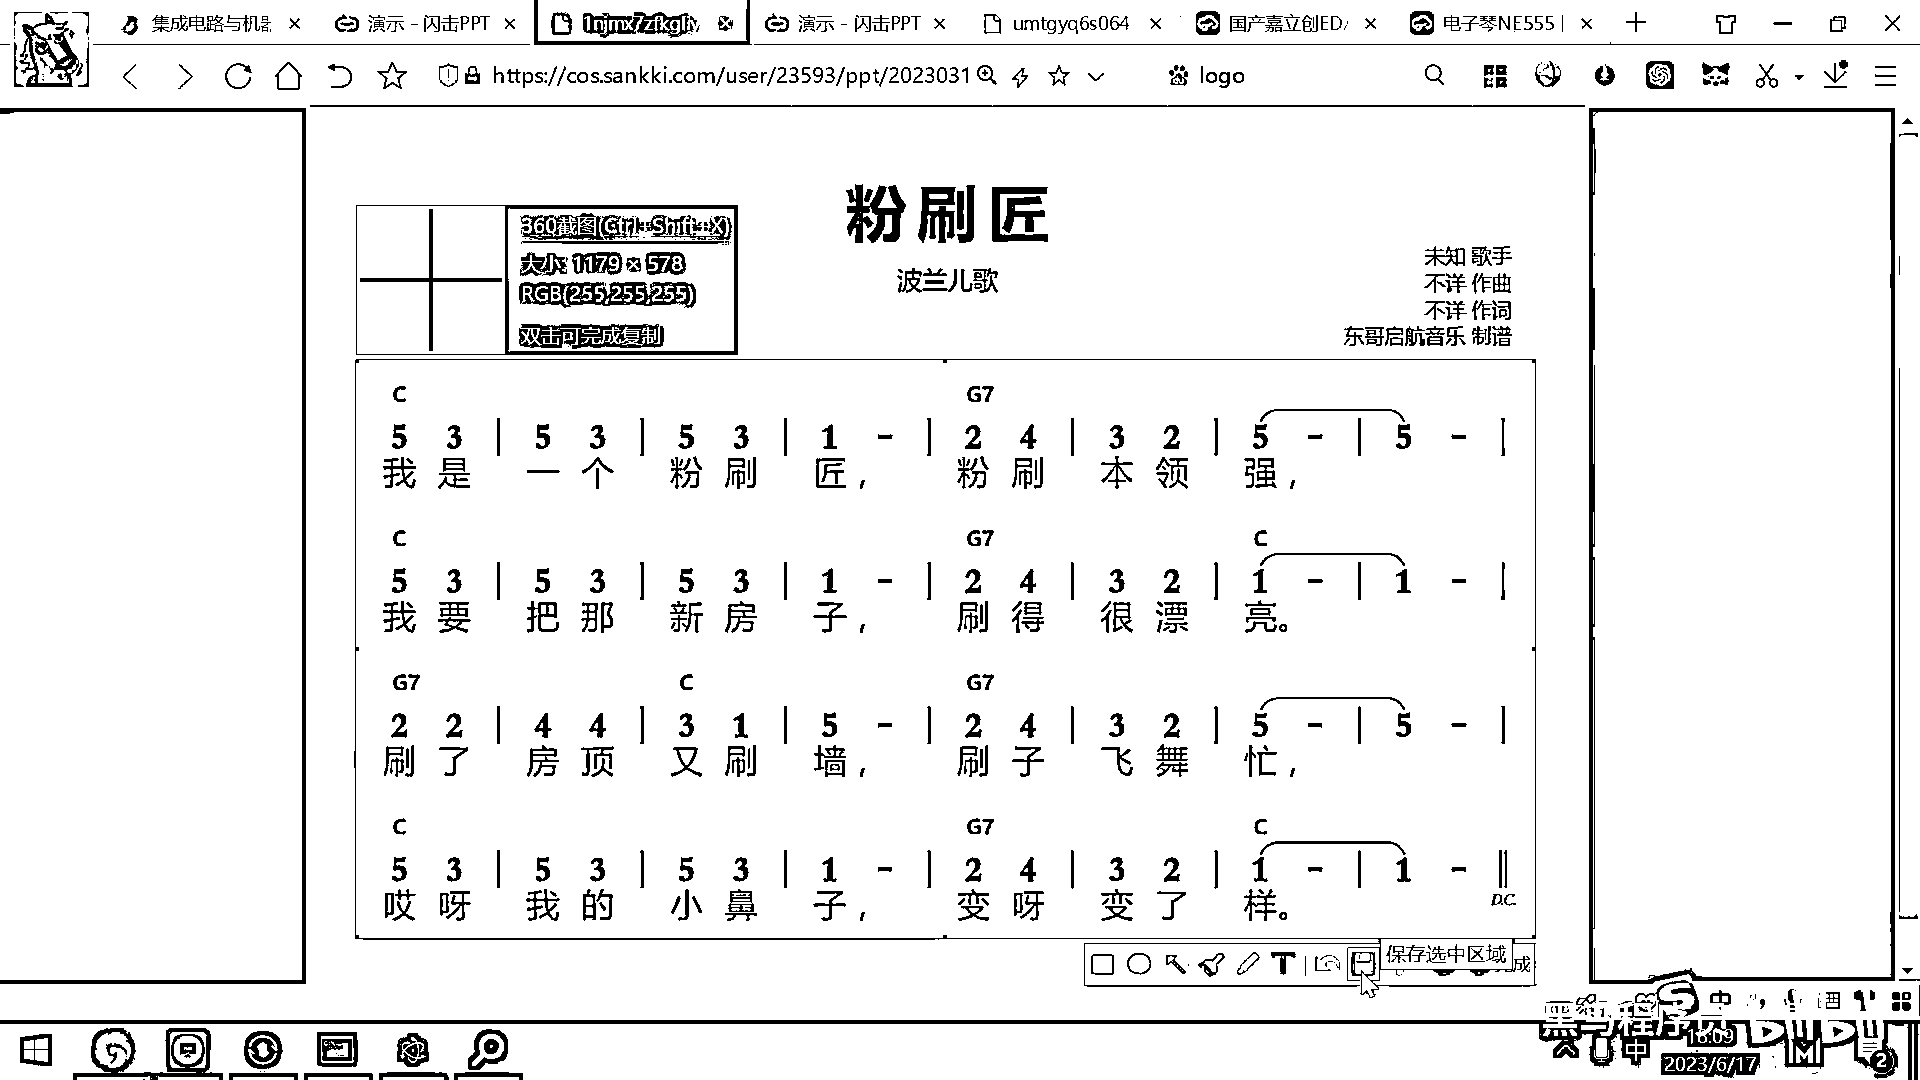 集成电路与机器
演示 - 闪击PPT
1njmx7zfkgljv
演示 - 闪击PPT
umtgyq6s064
国产嘉立创ED
电子琴NE555 |
https://cos.sankki.com/user/23593/ppt/2023031
logo
粉刷匠
360截图(Ctrl+Shift+X)
大小: 1179 × 578
RGB(255,255,255)
双击可完成复制
波兰儿歌
未知 歌手
不详 作曲
不详 作词
东哥启航音乐 制谱
C G7
5 3 | 5 3 | 5 3 | 1 - | 2 4 | 3 2 | 5 - | 5 - |
我是 一个 粉刷 匠， 粉刷 本领 强，
C G7 C
5 3 | 5 3 | 5 3 | 1 - | 2 4 | 3 2 | 1 - | 1 - |
我要 把那 新房 子， 刷得 很漂 亮。
G7 C G7
2 2 | 4 4 | 3 1 | 5 - | 2 4 | 3 2 | 5 - | 5 - |
刷了 房顶 又刷 墙， 刷子 飞舞 忙，
C G7 C
5 3 | 5 3 | 5 3 | 1 - | 2 4 | 3 2 | 1 - | 1 - ‖
哎呀 我的 小鼻 子， 变呀 变了 样。
D.C.
保存选中区域
成
中
黑马程序员
中
18:09
2023/6/17
2